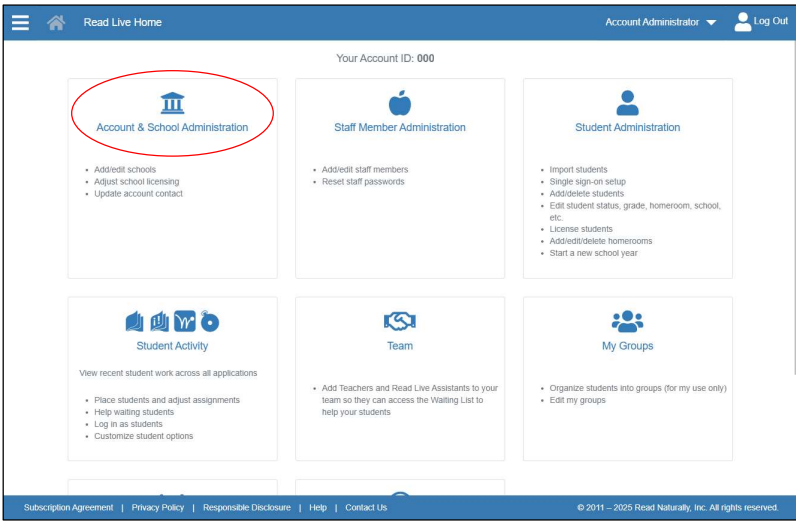 Read Live Home
Account Administrator
Log Out
Your Account ID: 000
Account & School Administration
• Add/edit schools
• Adjust school licensing
• Update account contact
Staff Member Administration
• Add/edit staff members
• Reset staff passwords
Student Administration
• Import students
• Single sign-on setup
• Add/delete students
• Edit student status, grade, homeroom, school,
etc.
• License students
• Add/edit/delete homerooms
• Start a new school year
Student Activity
View recent student work across all applications
• Place students and adjust assignments
• Help waiting students
• Log in as students
• Customize student options
Team
• Add Teachers and Read Live Assistants to your
team so they can access the Waiting List to
help your students
My Groups
• Organize students into groups (for my use only)
• Edit my groups
Subscription Agreement | Privacy Policy | Responsible Disclosure | Help | Contact Us
© 2011 – 2025 Read Naturally, Inc. All rights reserved.